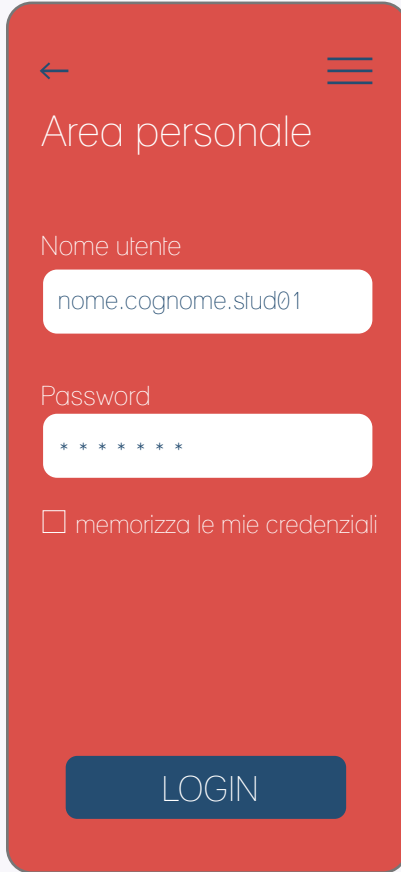 Area personale
Nome utente
nome.cognome.stud01
Password
* * * * * * *
memorizza le mie credenziali
LOGIN